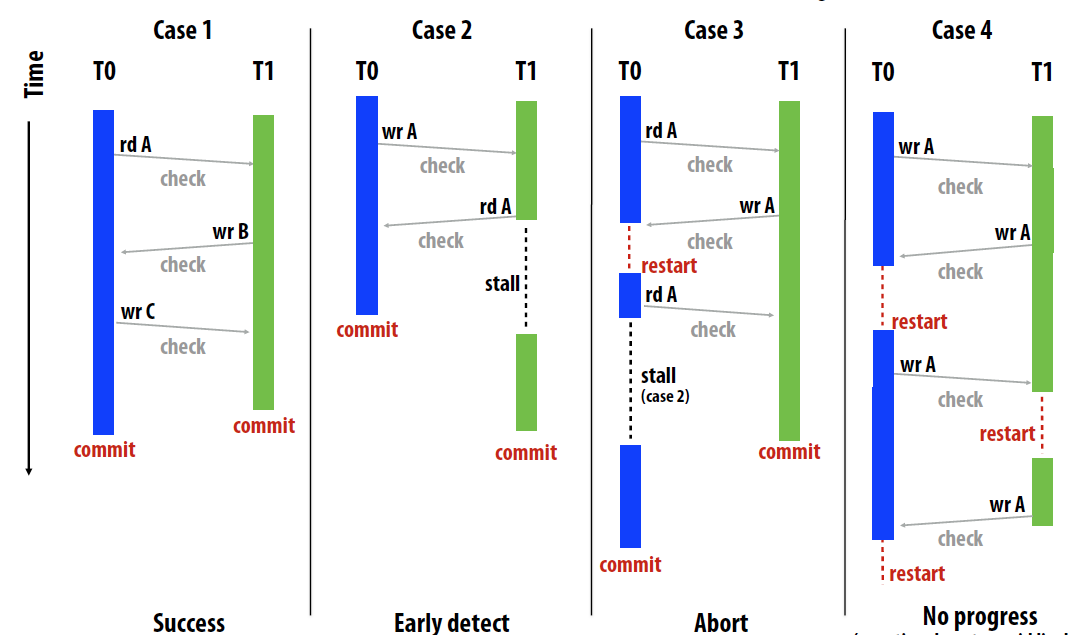 Case 1
T0
T1
Time
rd A
check
wr B
check
wr C
check
commit
commit
Success
Case 2
T0
T1
wr A
check
rd A
check
stall
commit
commit
Early detect
Case 3
T0
T1
rd A
check
wr A
check
restart
rd A
check
stall
(case 2)
commit
commit
Abort
Case 4
T0
T1
wr A
check
wr A
check
restart
wr A
check
restart
wr A
check
restart
No progress